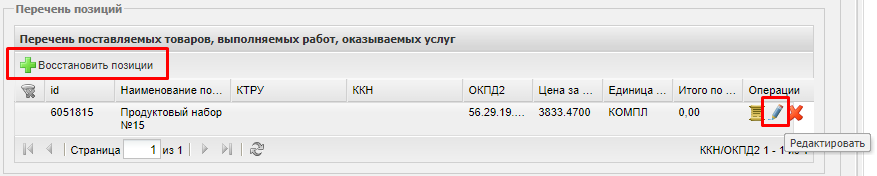 Перечень позиций
Перечень поставляемых товаров, выполняемых работ, оказываемых услуг
Восстановить позиции
id Наименование по... КТРУ ККН ОКПД2 Цена за ... Единица ... Итого по ... Операции
6051815 Продуктовый набор №15 56.29.19.... 3833.4700 КОМПЛ 0,00
Страница 1 из 1 ККН/ОКПД2 1 - 1 из 1
Редактировать